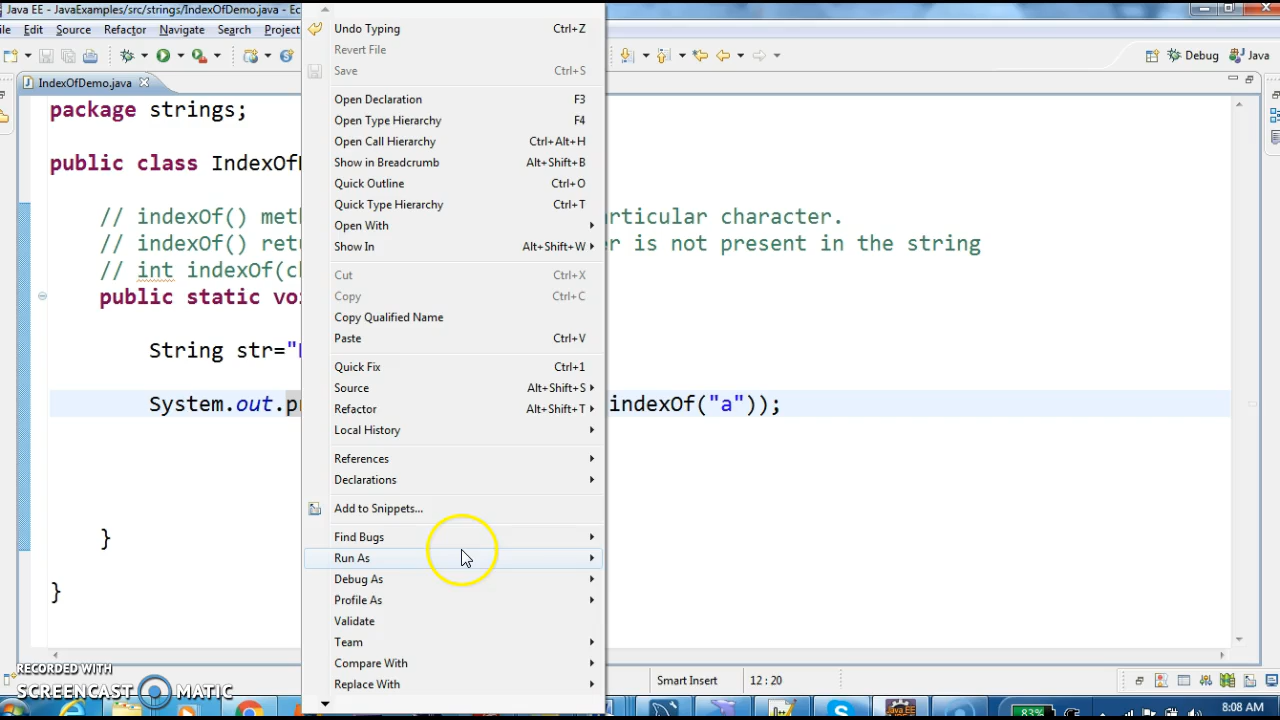 Java EE - JavaExamples/src/strings/IndexOfDemo.java - Ec
Edit Source Refactor Navigate Search Project
Debug Java
IndexOfDemo.java
package strings;
public class IndexOf
// indexOf() meth articular character.
// indexOf() retu er is not present in the string
// int indexOf(ch
public static voi
String str="
System.out.pr indexOf("a"));
}
}
Undo Typing Ctrl+Z
Revert File
Save Ctrl+S
Open Declaration F3
Open Type Hierarchy F4
Open Call Hierarchy Ctrl+Alt+H
Show in Breadcrumb Alt+Shift+B
Quick Outline Ctrl+O
Quick Type Hierarchy Ctrl+T
Open With
Show In Alt+Shift+W
Cut Ctrl+X
Copy Ctrl+C
Copy Qualified Name
Paste Ctrl+V
Quick Fix Ctrl+1
Source Alt+Shift+S
Refactor Alt+Shift+T
Local History
References
Declarations
Add to Snippets...
Find Bugs
Run As
Debug As
Profile As
Validate
Team
Compare With
Replace With
RECORDED WITH
SCREENCAST MATIC
Smart Insert 12 : 20
83%
8:08 AM